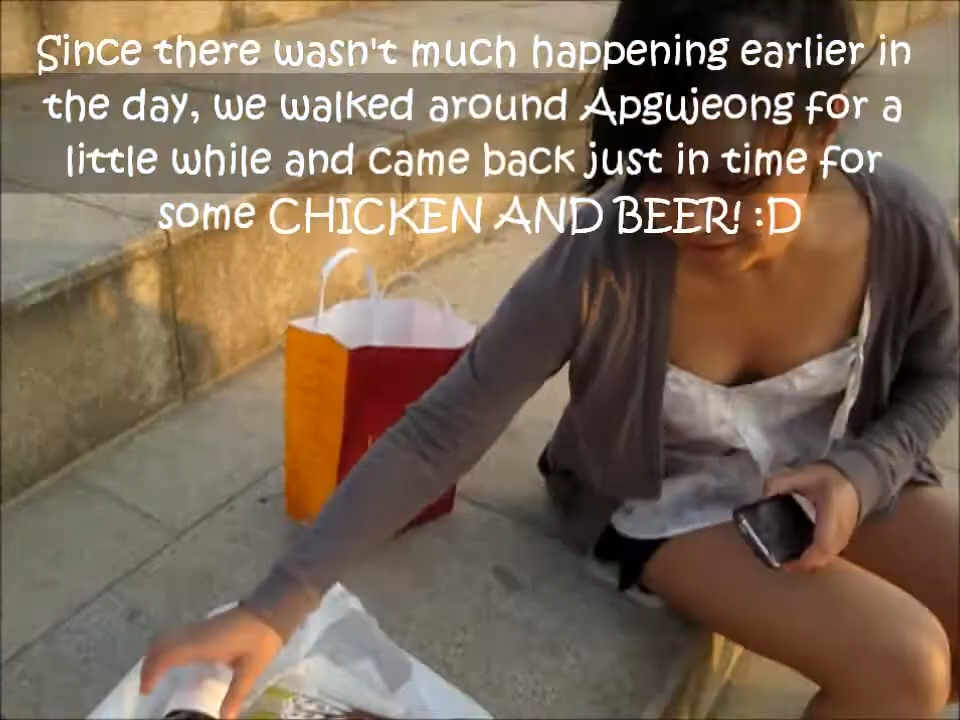 Since there wasn't much happening earlier in
the day, we walked around Apgujeong for a
little while and came back just in time for
some CHICKEN AND BEER! :D